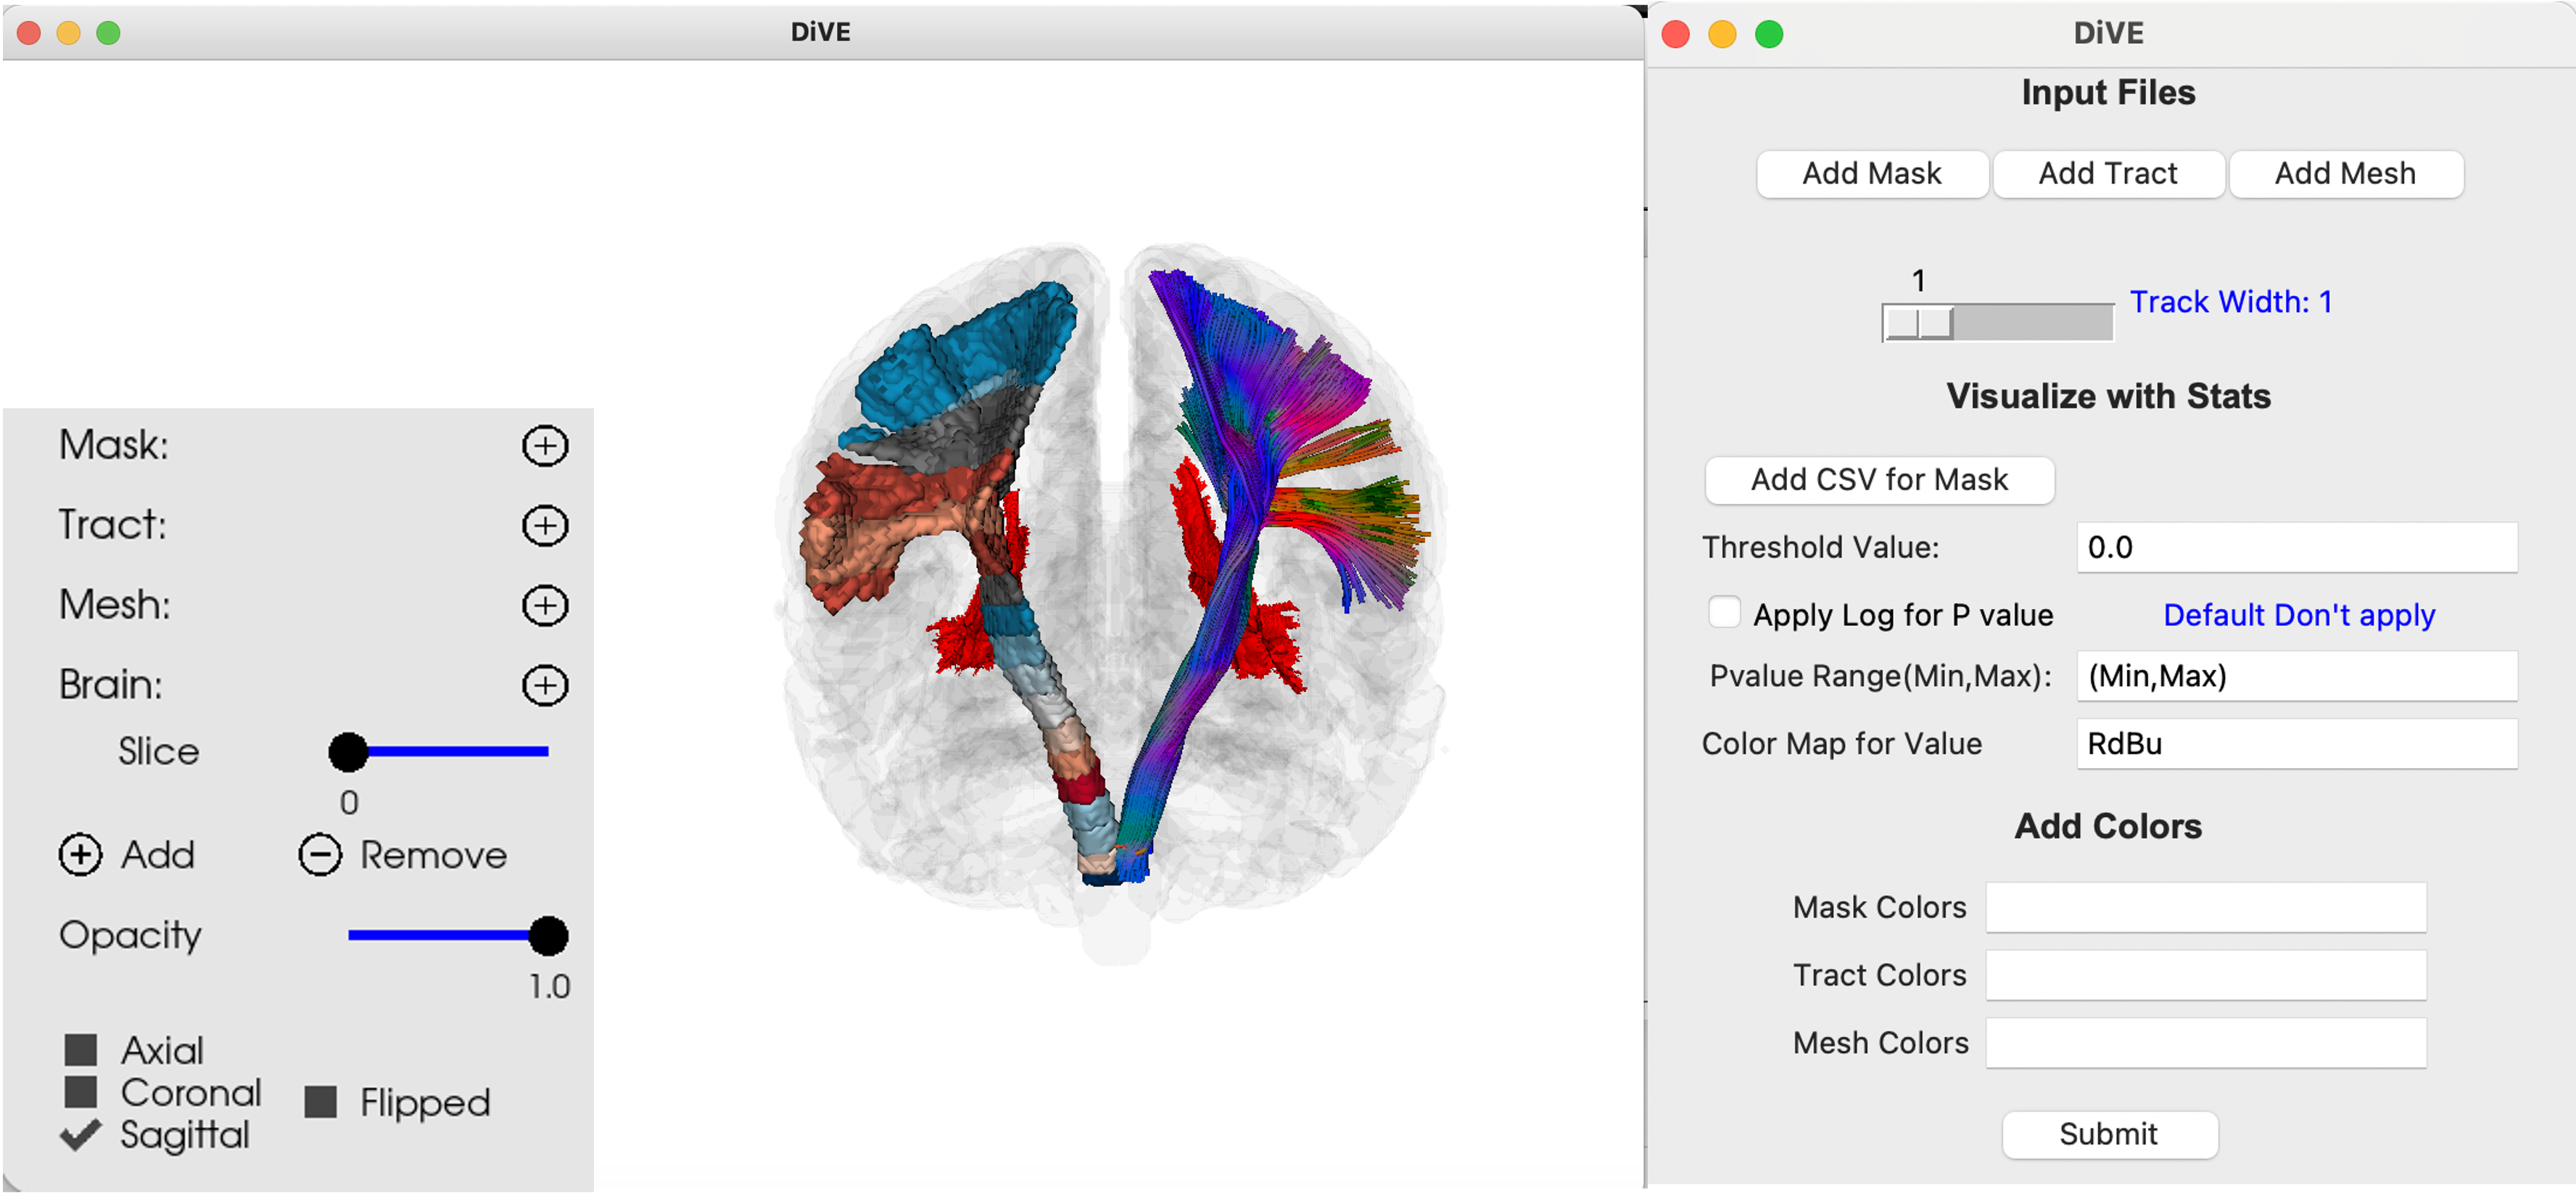 DiVE
Mask:
Tract:
Mesh:
Brain:
Slice
0
Add Remove
Opacity
1.0
Axial
Coronal
Flipped
Sagittal
DiVE
Input Files
Add Mask Add Tract Add Mesh
1
Track Width: 1
Visualize with Stats
Add CSV for Mask
Threshold Value: 0.0
Apply Log for P value Default Don't apply
Pvalue Range(Min,Max): (Min,Max)
Color Map for Value RdBu
Add Colors
Mask Colors
Tract Colors
Mesh Colors
Submit